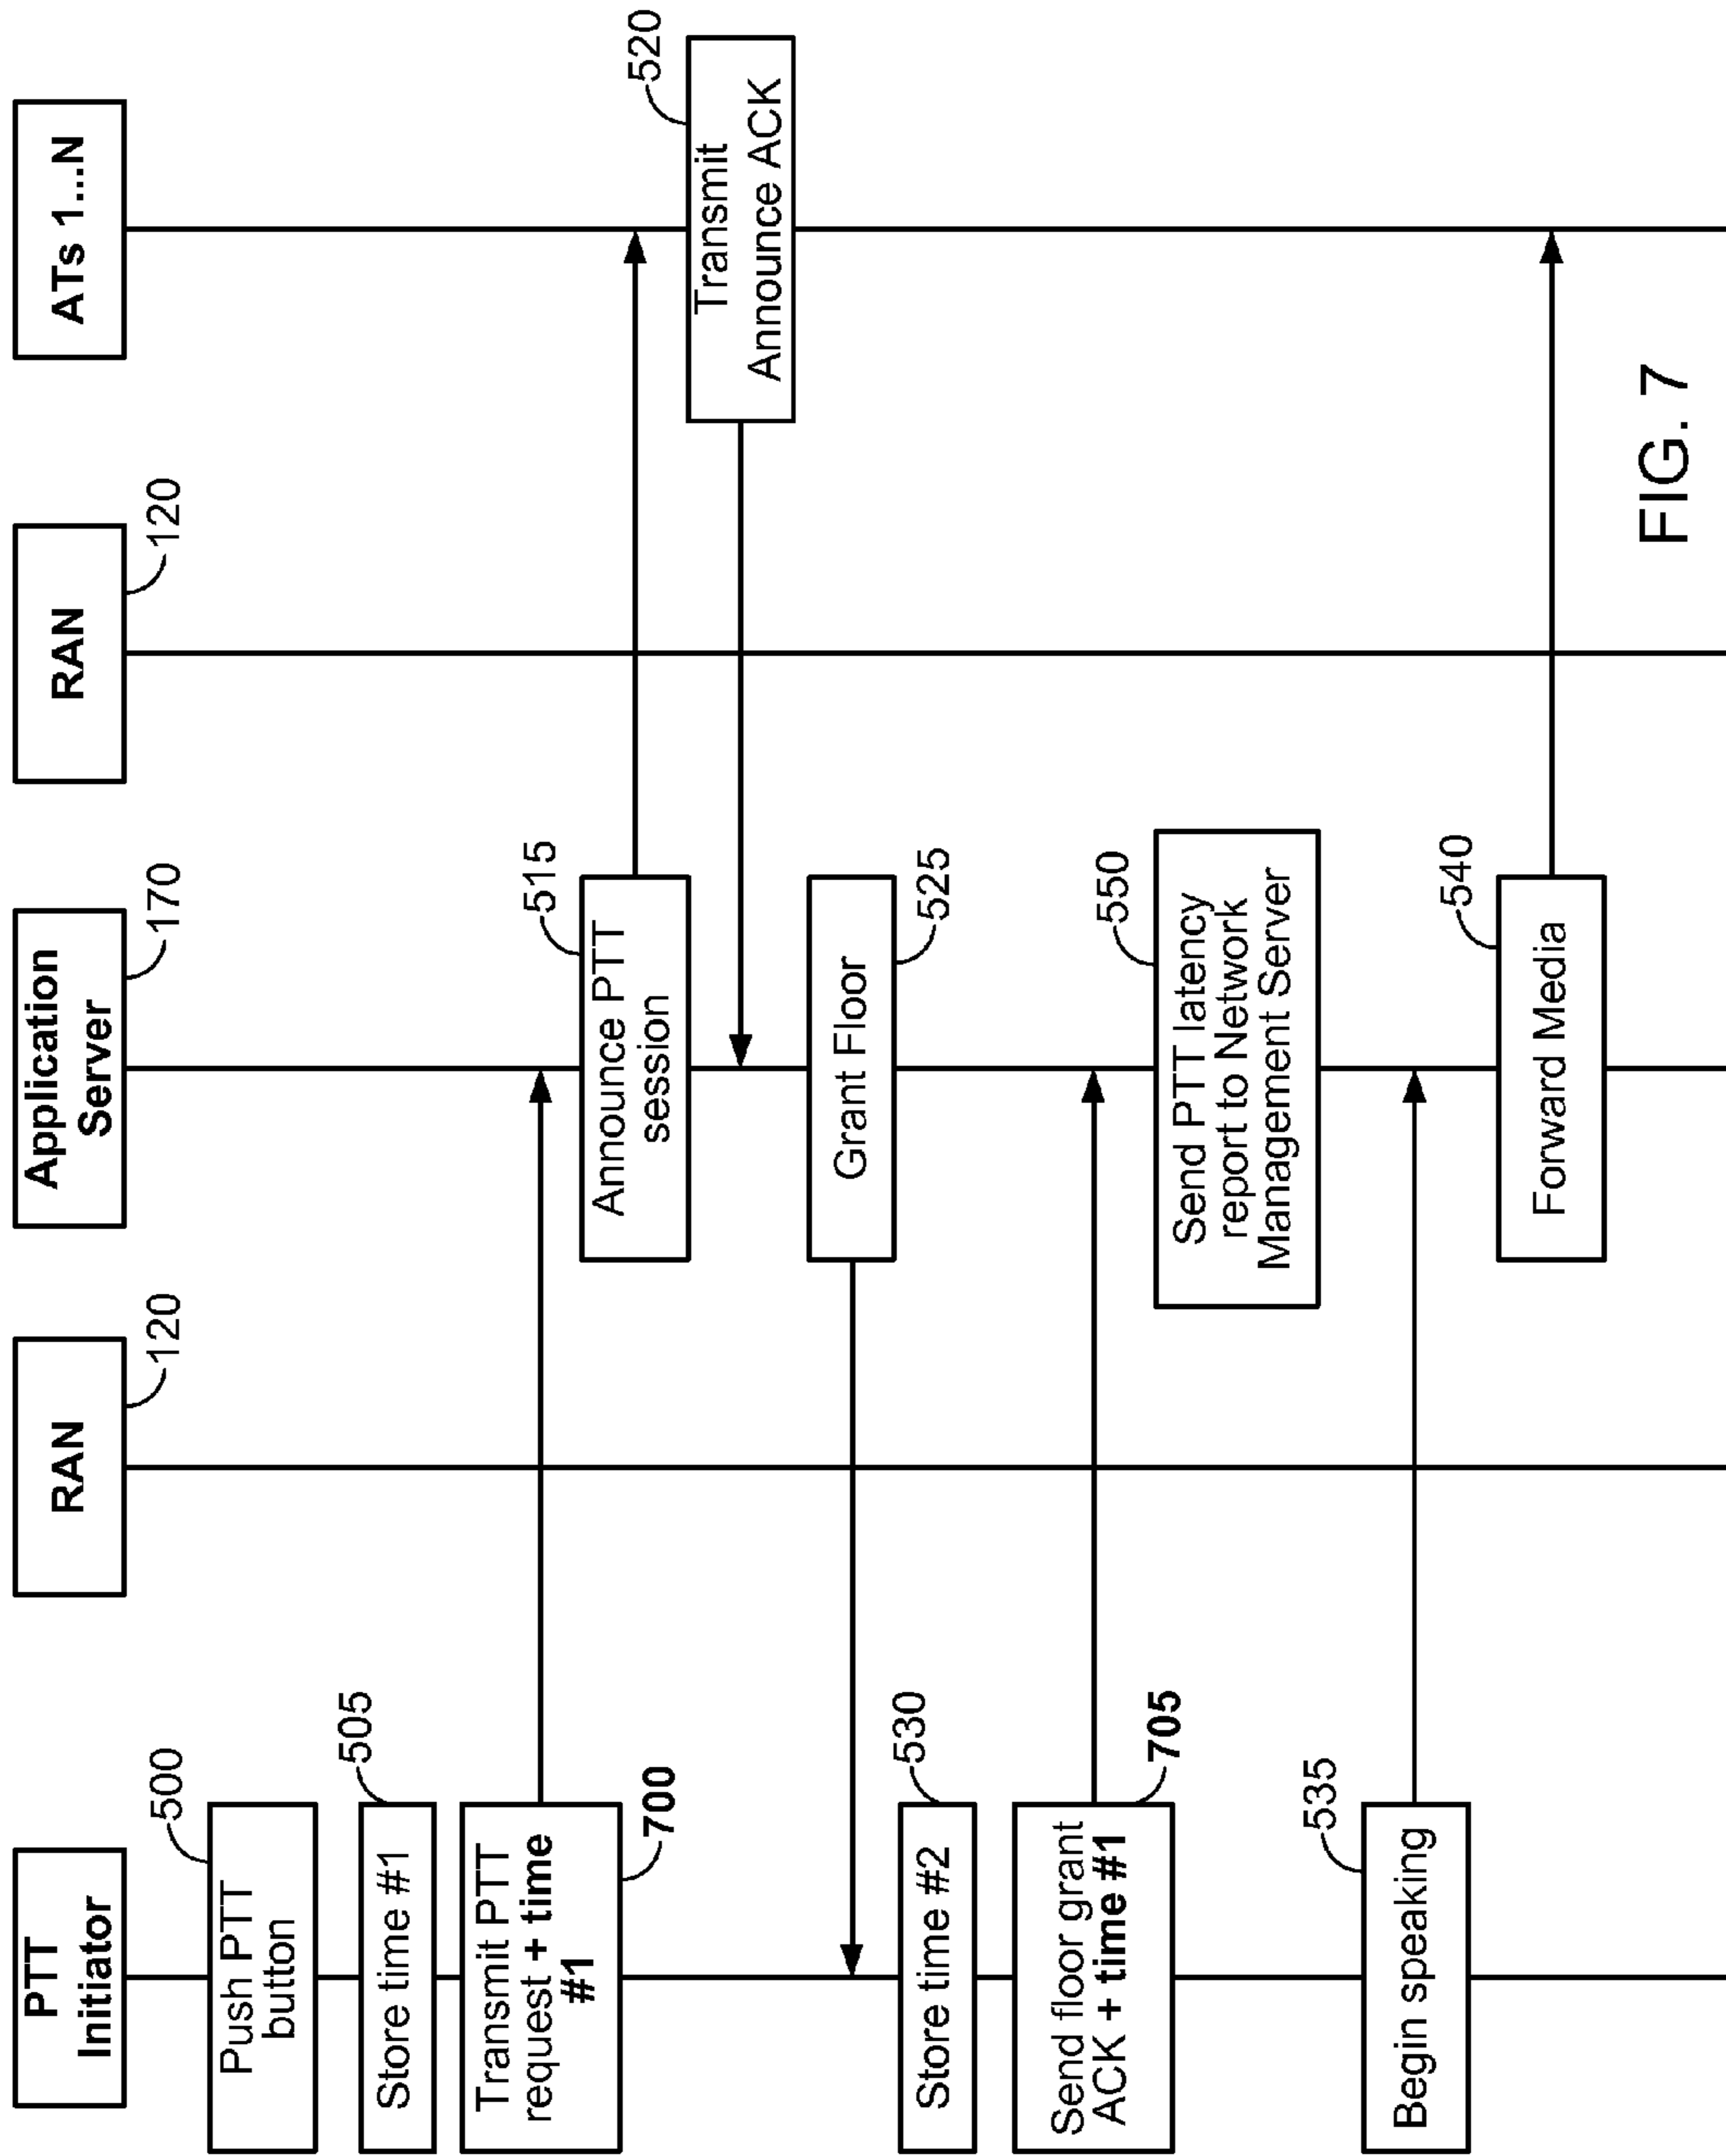 PTT
Initiator
RAN
120
Application
Server
170
RAN
120
ATs 1...N
Push PTT
button
500
Store time #1
505
Transmit PTT
request + time
#1
700
Announce PTT
session
515
Transmit
Announce ACK
520
Grant Floor
525
Store time #2
530
Send floor grant
ACK + time #1
705
Send PTT latency
report to Network
Management Server
550
Begin speaking
535
Forward Media
540
FIG. 7